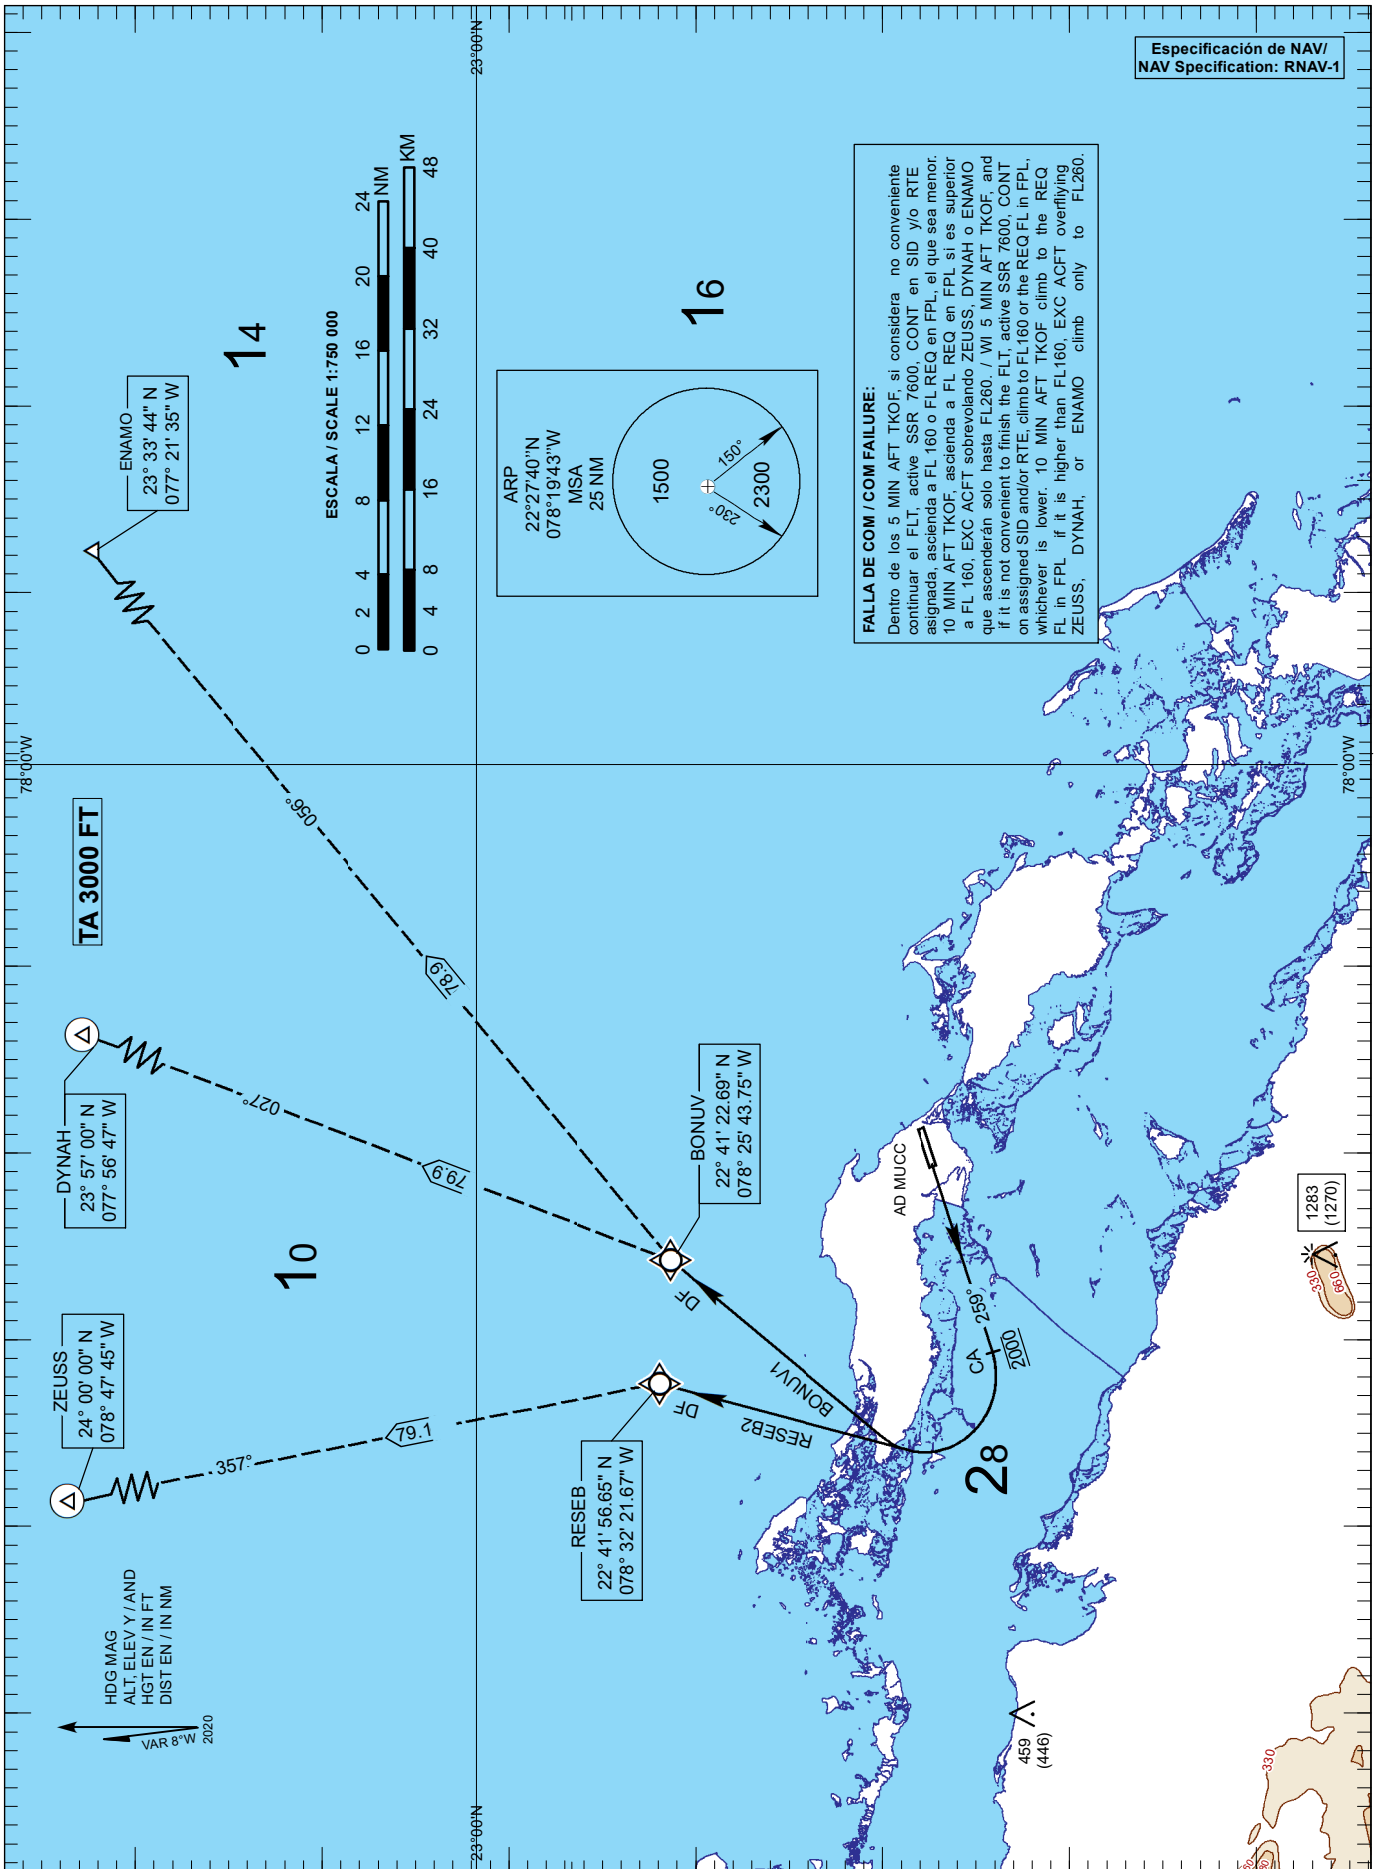 Especificación de NAV/
NAV Specification: RNAV-1
23°00'N
14
ENAMO
23° 33' 44" N
077° 21' 35" W
ESCALA / SCALE 1:750 000
0 2 4 8 12 16 20 24
NM
KM
0 4 8 16 24 32 40 48
ARP
22°27'40"N
078°19'43"W
MSA
25 NM
1500
150°
230°
2300
16
FALLA DE COM / COM FAILURE:
Dentro de los 5 MIN AFT TKOF, si considera no conveniente
continuar el FLT, active SSR 7600, CONT en SID y/o RTE
asignada, ascienda a FL 160 o FL REQ en FPL, el que sea menor.
10 MIN AFT TKOF, ascienda a FL REQ en FPL si es superior
a FL 160, EXC ACFT sobrevolando ZEUSS, DYNAH o ENAMO
que ascenderán solo hasta FL260. / WI 5 MIN AFT TKOF, and
if it is not convenient to finish the FLT, active SSR 7600, CONT
on assigned SID and/or RTE, climb to FL160 or the REQ FL in FPL,
whichever is lower. 10 MIN AFT TKOF climb to the REQ
FL in FPL if it is higher than FL160, EXC ACFT overfliying
ZEUSS, DYNAH, or ENAMO climb only to FL260.
78°00'W
78°00'W
TA 3000 FT
056°
78.9
DYNAH
23° 57' 00" N
077° 56' 47" W
027°
79.9
10
ZEUSS
24° 00' 00" N
078° 47' 45" W
357°
79.1
BONUV
22° 41' 22.69" N
078° 25' 43.75" W
DF
BONUV1
DF
RESEB2
RESEB
22° 41' 56.65" N
078° 32' 21.67" W
AD MUCC
259°
CA
2000
28
1283
(1270)
330
660
HDG MAG
ALT, ELEV Y / AND
HGT EN / IN FT
DIST EN / IN NM
VAR 8°W
2020
23°00'N
459
(446)
330